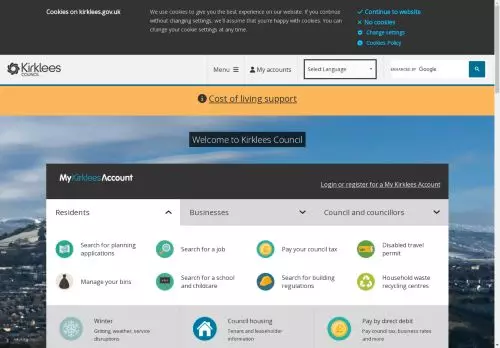 Cookies on kirklees.gov.uk
We use cookies to give you the best experience on our website. If you continue
without changing settings, we'll assume that you're happy with cookies. You can
change your cookie settings at any time.
Continue to website
No cookies
Change settings
Cookies Policy
Kirklees
COUNCIL
Menu
My accounts
Select Language
ENHANCED BY Google
Cost of living support
Welcome to Kirklees Council
My Kirklees Account
Login or register for a My Kirklees Account
Residents
Businesses
Council and councillors
Search for planning
applications
Search for a job
Pay your council tax
Disabled travel
permit
Manage your bins
Search for a school
and childcare
Search for building
regulations
Household waste
recycling centres
Winter
Gritting, weather, service
disruptions
Council housing
Tenants and leaseholder
information
Pay by direct debit
Pay council tax, business rates
and more